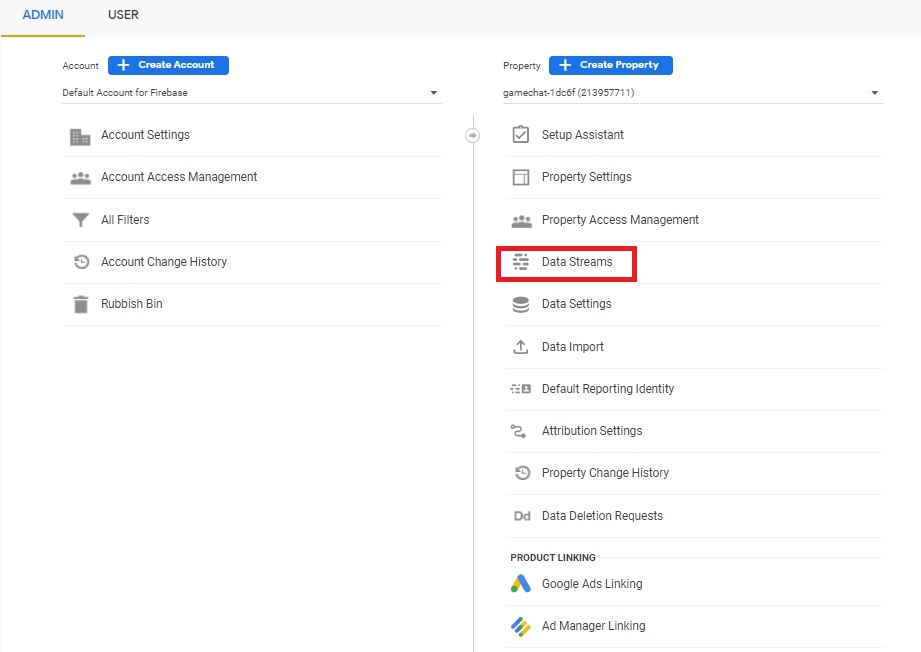 ADMIN
USER
Account
Create Account
Default Account for Firebase
Account Settings
Account Access Management
All Filters
Account Change History
Rubbish Bin
Property
Create Property
gamechat-1dc6f (213957711)
Setup Assistant
Property Settings
Property Access Management
Data Streams
Data Settings
Data Import
Default Reporting Identity
Attribution Settings
Property Change History
Dd Data Deletion Requests
PRODUCT LINKING
Google Ads Linking
Ad Manager Linking